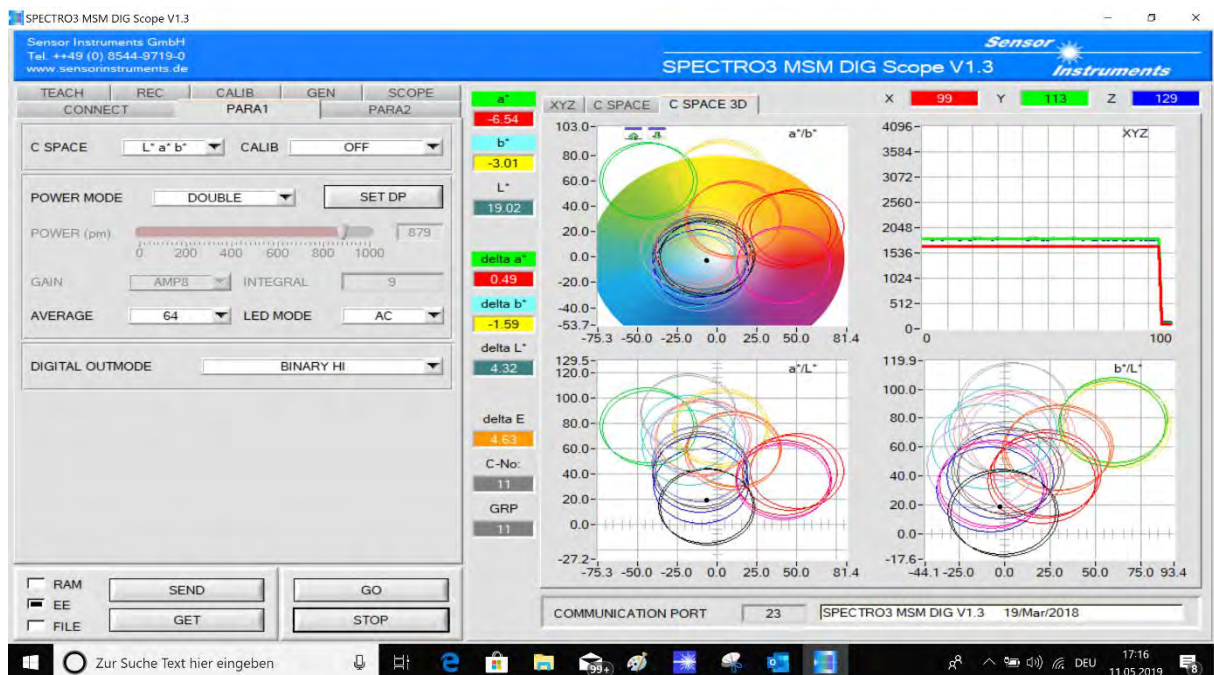 SPECTRO3 MSM DIG Scope V1.3
Sensor Instruments GmbH
Tel. ++49 (0) 8544-9719-0
www.sensorinstruments.de
SPECTRO3 MSM DIG Scope V1.3
Sensor Instruments
TEACH REC CALIB GEN SCOPE
CONNECT PARA1 PARA2
C SPACE L* a* b* CALIB OFF
POWER MODE DOUBLE SET DP
POWER (pm) 879
0 200 400 600 800 1000
GAIN AMP8 INTEGRAL 9
AVERAGE 64 LED MODE AC
DIGITAL OUTMODE BINARY HI
RAM
EE
FILE
SEND GO
GET STOP
a*
-6.54
b*
-3.01
L*
19.02
delta a*
0.49
delta b*
-1.59
delta L*
4.32
delta E
4.63
C-No:
11
GRP
11
XYZ C SPACE C SPACE 3D
X 99 Y 113 Z 129
a*/b*
103.0-
80.0-
60.0-
40.0-
20.0-
0.0-
-20.0-
-40.0-
-53.7-
-75.3 -50.0 -25.0 0.0 25.0 50.0 81.4
XYZ
4096-
3584-
3072-
2560-
2048-
1536-
1024-
512-
0-
0 100
a*/L*
129.5-
120.0-
100.0-
80.0-
60.0-
40.0-
20.0-
0.0-
-27.2-
-75.3 -50.0 -25.0 0.0 25.0 50.0 81.4
b*/L*
119.9-
100.0-
80.0-
60.0-
40.0-
20.0-
0.0-
-17.6-
-44.1 -25.0 0.0 25.0 50.0 75.0 93.4
COMMUNICATION PORT 23 SPECTRO3 MSM DIG V1.3 19/Mar/2018
Zur Suche Text hier eingeben
99+
DEU
17:16
11.05.2019
8